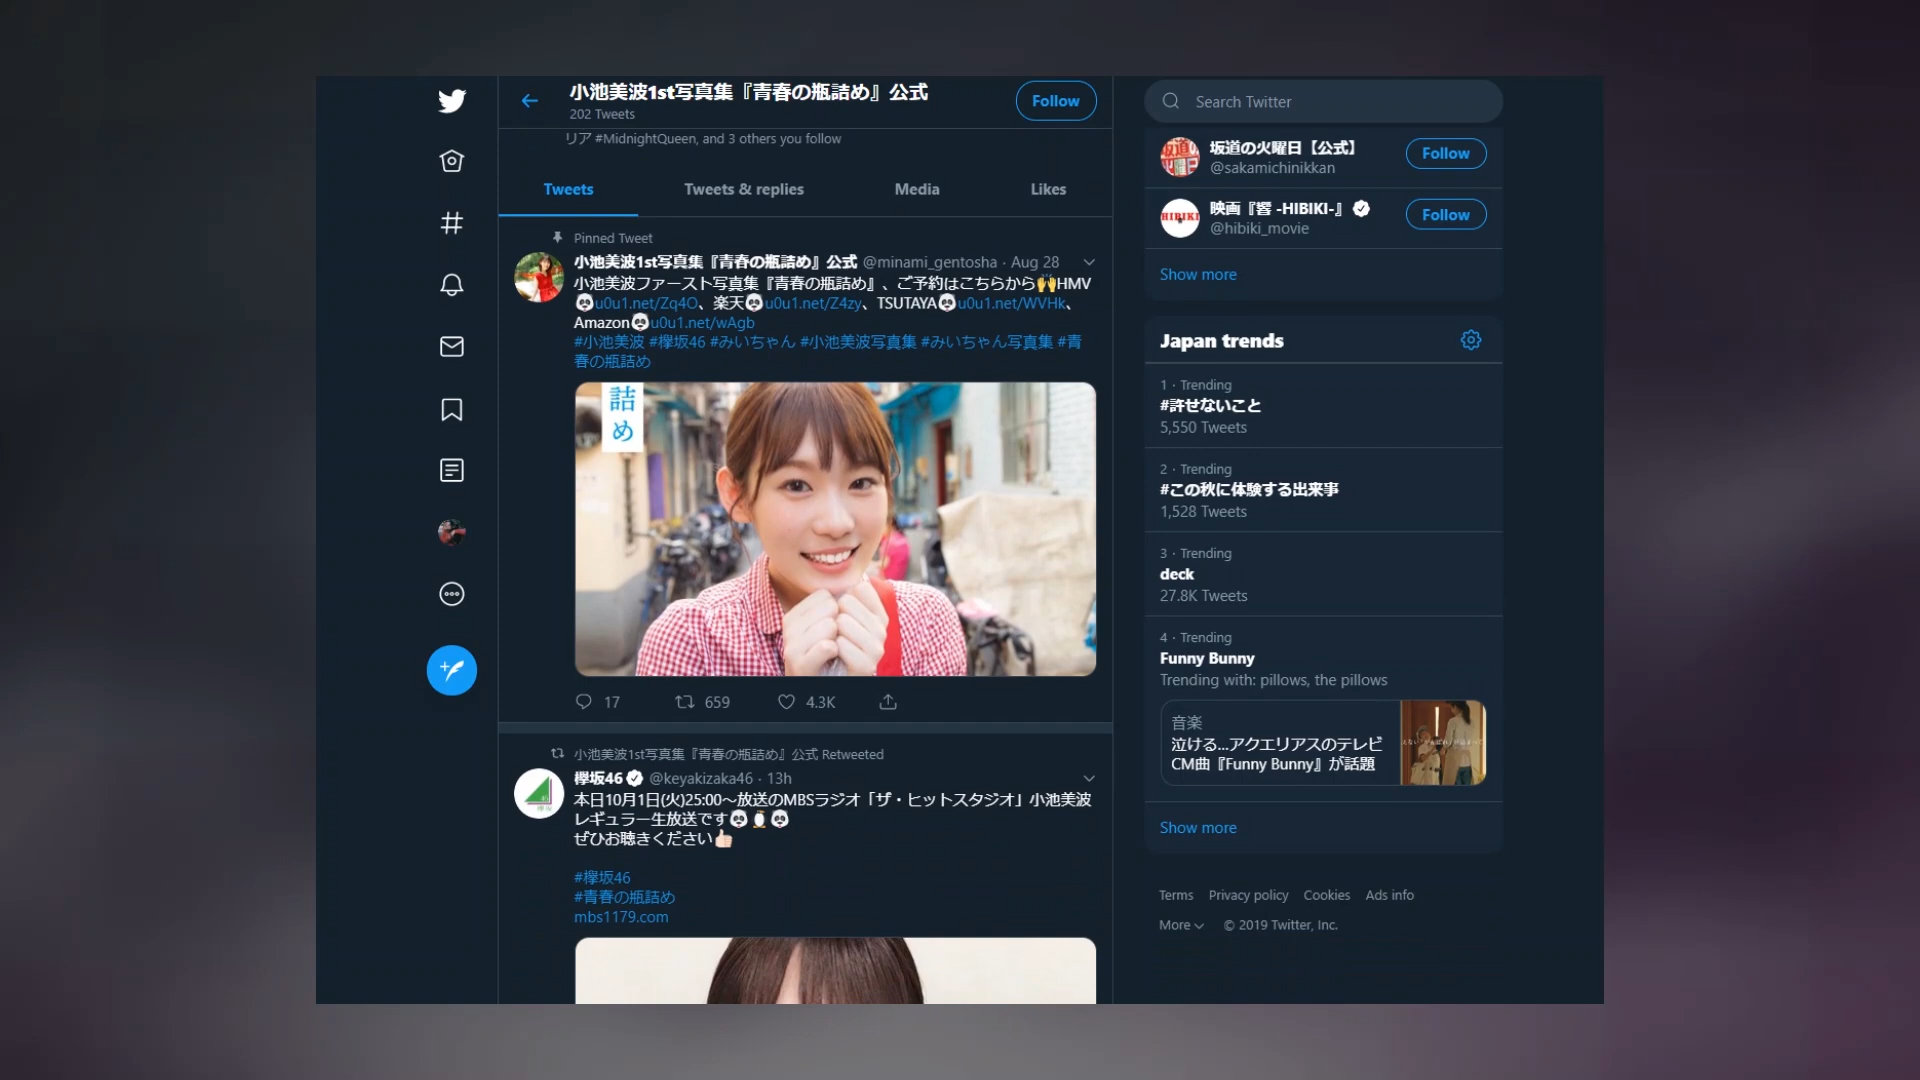 小池美波1st写真集『青春の瓶詰め』公式
202 Tweets
Follow
リア #MidnightQueen, and 3 others you follow
Tweets
Tweets & replies
Media
Likes
Pinned Tweet
小池美波1st写真集『青春の瓶詰め』公式 @minami_gentosha · Aug 28
小池美波ファースト写真集『青春の瓶詰め』、ご予約はこちらから🙌HMV
🐼u0u1.net/Zq4O、楽天🐼u0u1.net/Z4zy、TSUTAYA🐼u0u1.net/WVHk、
Amazon🐼u0u1.net/wAgb
#小池美波 #欅坂46 #みいちゃん #小池美波写真集 #みいちゃん写真集 #青
春の瓶詰め
詰
め
17
659
4.3K
小池美波1st写真集『青春の瓶詰め』公式 Retweeted
欅坂46 @keyakizaka46 · 13h
本日10月1日(火)25:00～放送のMBSラジオ「ザ・ヒットスタジオ」小池美波
レギュラー生放送です🐼🐧🐼
ぜひお聴きください👍🏻
#欅坂46
#青春の瓶詰め
mbs1179.com
Search Twitter
坂道の火曜日【公式】
@sakamichinikkan
Follow
HIBIKI
映画『響 -HIBIKI-』
@hibiki_movie
Follow
Show more
Japan trends
1 · Trending
#許せないこと
5,550 Tweets
2 · Trending
#この秋に体験する出来事
1,528 Tweets
3 · Trending
deck
27.8K Tweets
4 · Trending
Funny Bunny
Trending with: pillows, the pillows
音楽
泣ける...アクエリアスのテレビ
CM曲『Funny Bunny』が話題
Show more
Terms Privacy policy Cookies Ads info
More © 2019 Twitter, Inc.